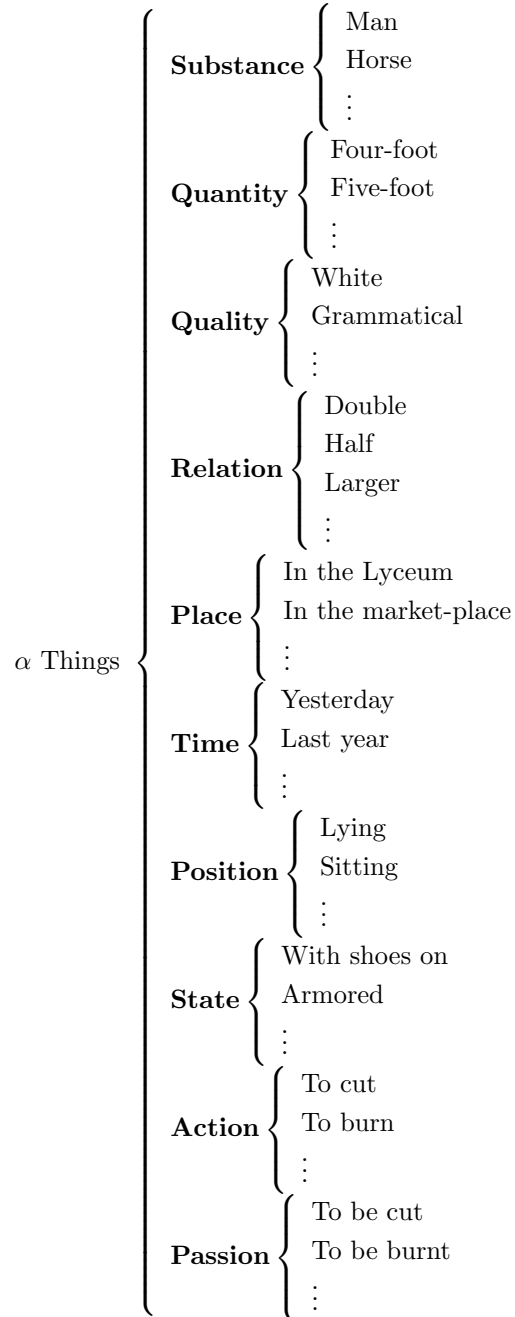 α Things
Substance
Man
Horse
⋮
Quantity
Four-foot
Five-foot
⋮
Quality
White
Grammatical
⋮
Relation
Double
Half
Larger
⋮
Place
In the Lyceum
In the market-place
⋮
Time
Yesterday
Last year
⋮
Position
Lying
Sitting
⋮
State
With shoes on
Armored
⋮
Action
To cut
To burn
⋮
Passion
To be cut
To be burnt
⋮